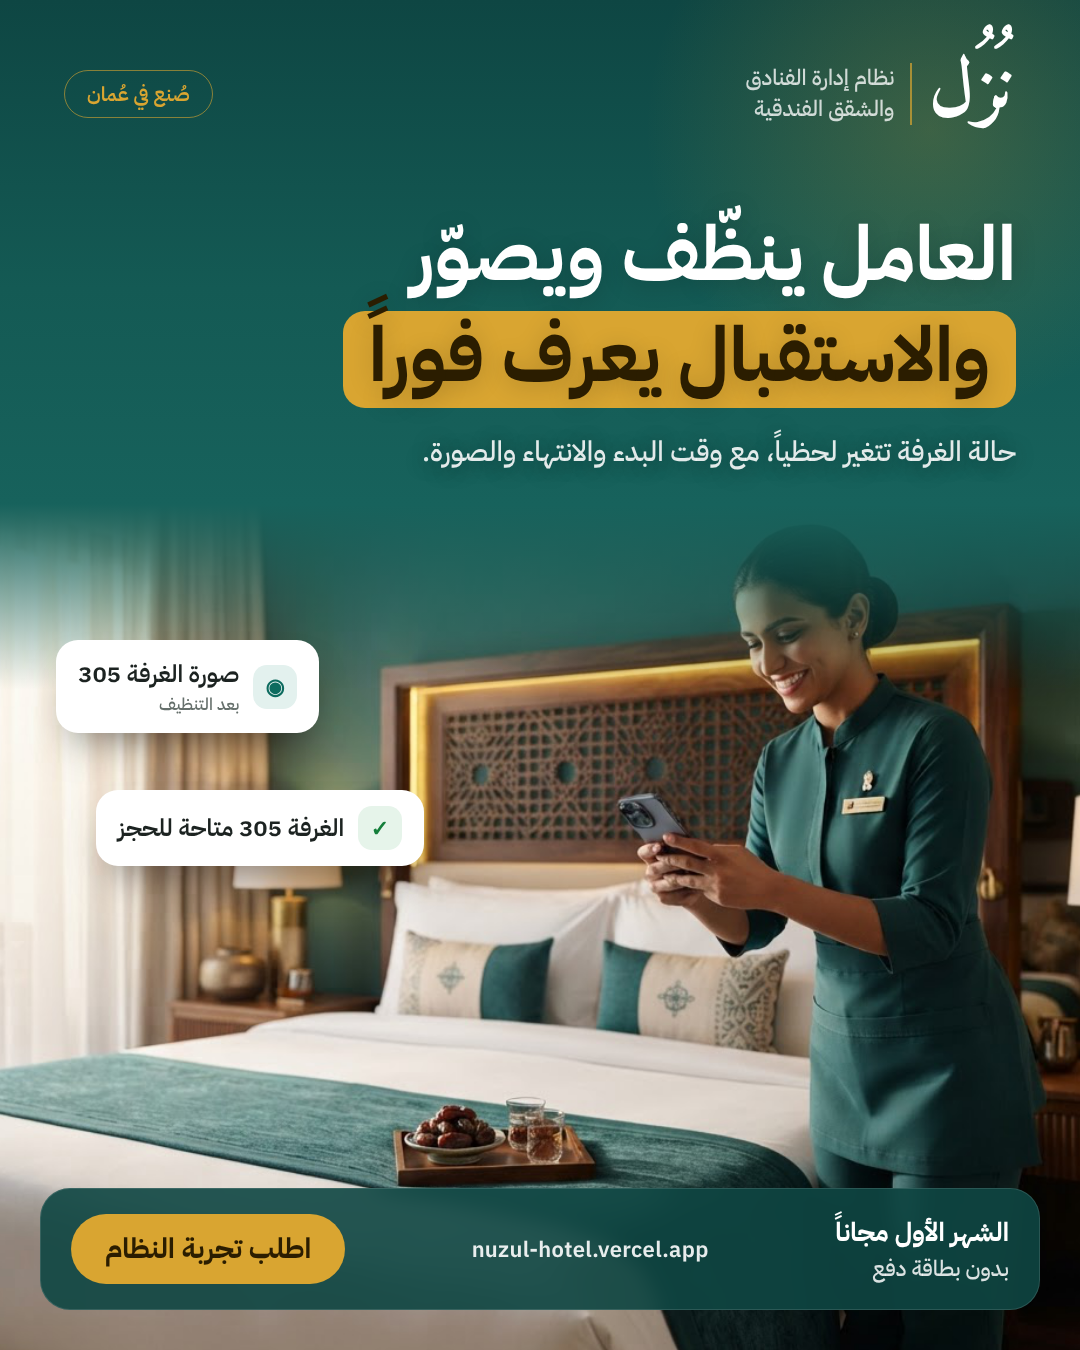 نُزُل
نظام إدارة الفنادق
والشقق الفندقية
صُنع في عُمان
العامل ينظّف ويصوّر
والاستقبال يعرف فوراً
حالة الغرفة تتغير لحظياً، مع وقت البدء والانتهاء والصورة.
صورة الغرفة 305
بعد التنظيف
✓ الغرفة 305 متاحة للحجز
الشهر الأول مجاناً
بدون بطاقة دفع
nuzul-hotel.vercel.app
اطلب تجربة النظام